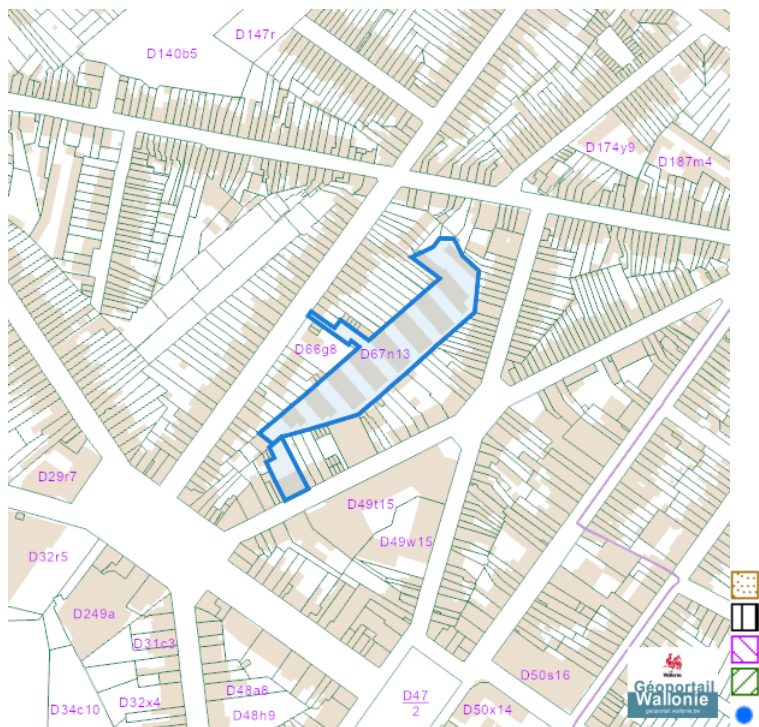 D147r
D140b5
D174y9
D187m4
D66g8
D67n13
D29r7
D49t15
D49w15
D32r5
D249a
D31c3
D50s16
D48a8
D47
2
D34c10
D32x4
D48h9
D50x14
Wallonie
Géoportail
Wallonie
geoportail.wallonie.be